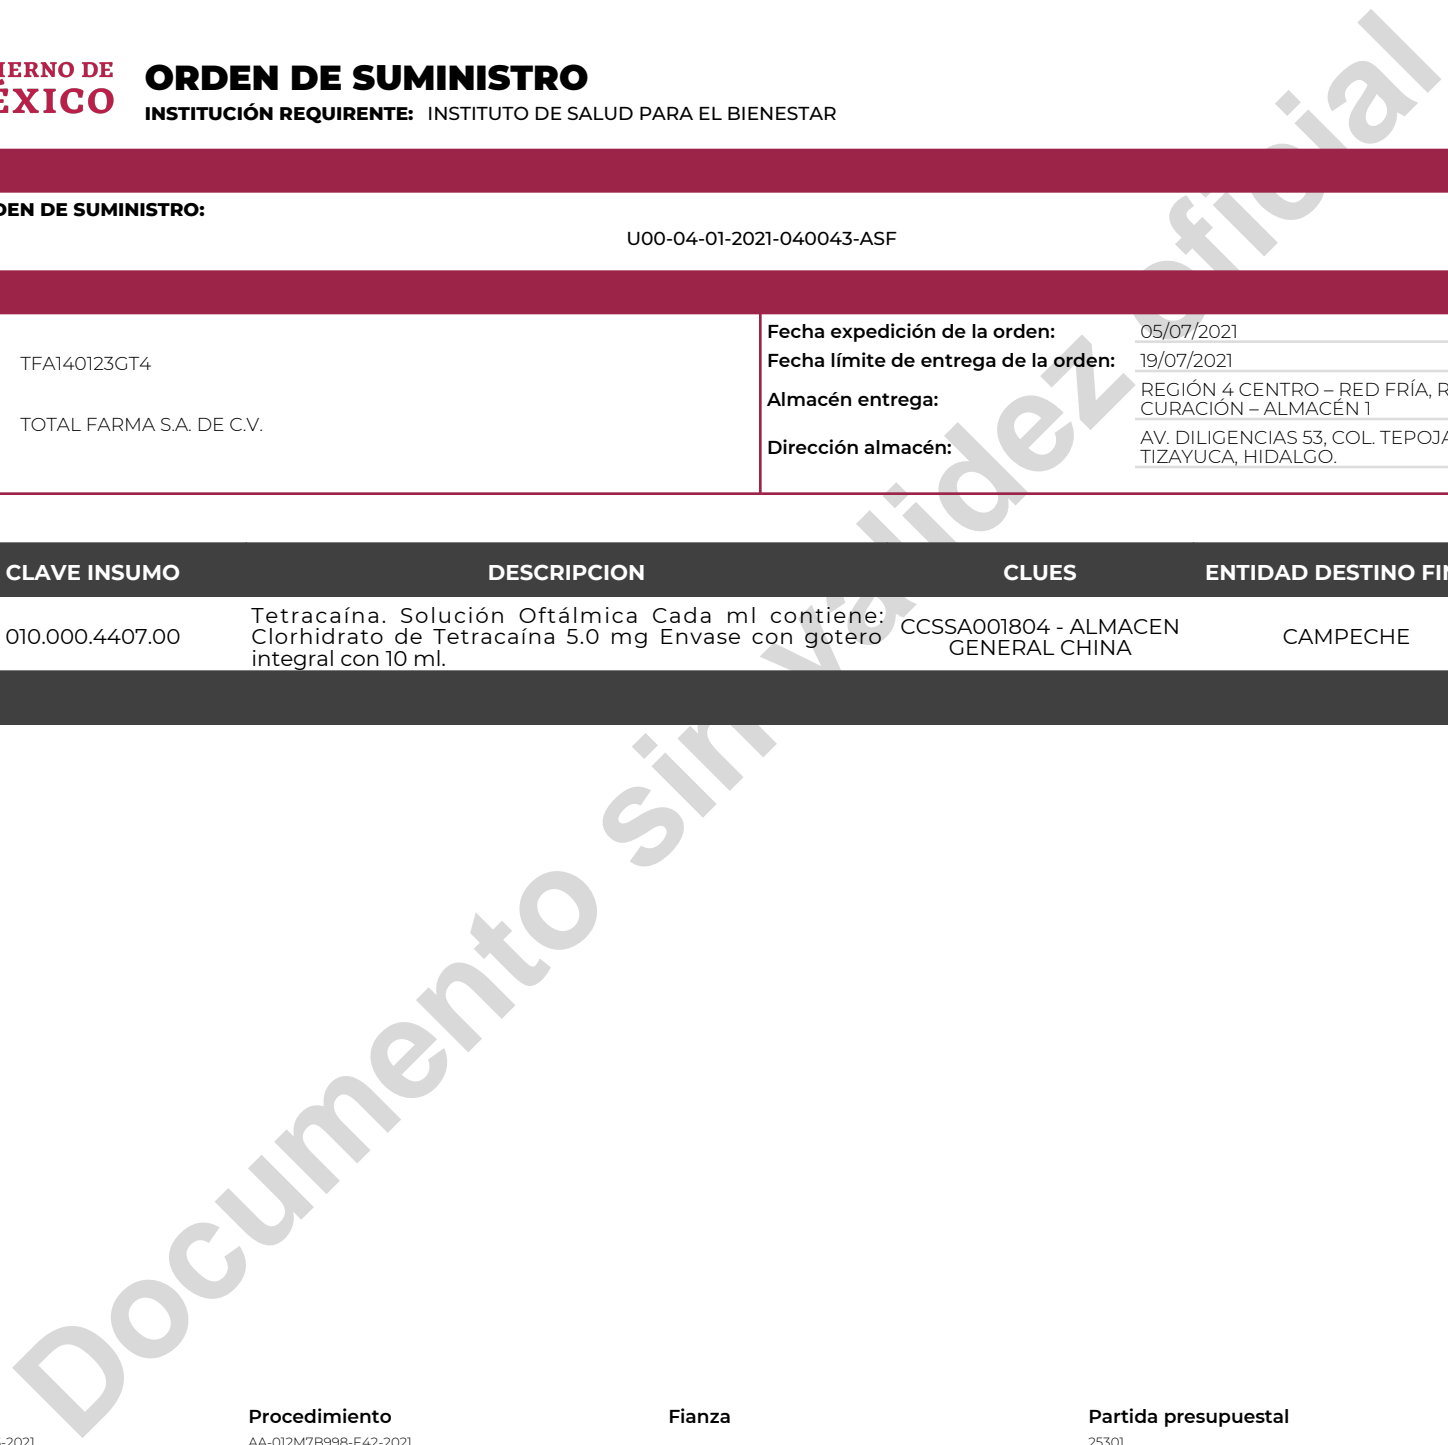 DE
ORDEN DE SUMINISTRO
INSTITUCIÓN REQUIRENTE: INSTITUTO DE SALUD PARA EL BIENESTAR
DE SUMINISTRO:
U00-04-01-2021-040043-ASF
TFA140123GT4
TOTAL FARMA S.A. DE C.V.
Fecha expedición de la orden: 05/07/2021
Fecha límite de entrega de la orden: 19/07/2021
Almacén entrega: REGIÓN 4 CENTRO – RED FRÍA,
CURACIÓN – ALMACÉN 1
Dirección almacén: AV. DILIGENCIAS 53, COL.
TIZAYUCA, HIDALGO.
CLAVE INSUMO DESCRIPCION CLUES ENTIDAD DESTINO
010.000.4407.00
Tetracaína. Solución Oftálmica Cada ml contiene:
Clorhidrato de Tetracaína 5.0 mg Envase con gotero
integral con 10 ml.
CCSSA001804 - ALMACEN
GENERAL CHINA
CAMPECHE
Documento sin validez oficial
Procedimiento Fianza Partida presupuestal